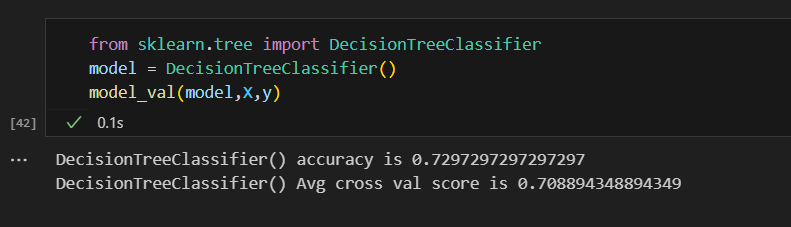 from sklearn.tree import DecisionTreeClassifier
model = DecisionTreeClassifier()
model_val(model,X,y)
[42]
0.1s
DecisionTreeClassifier() accuracy is 0.7297297297297297
DecisionTreeClassifier() Avg cross val score is 0.708894348894349